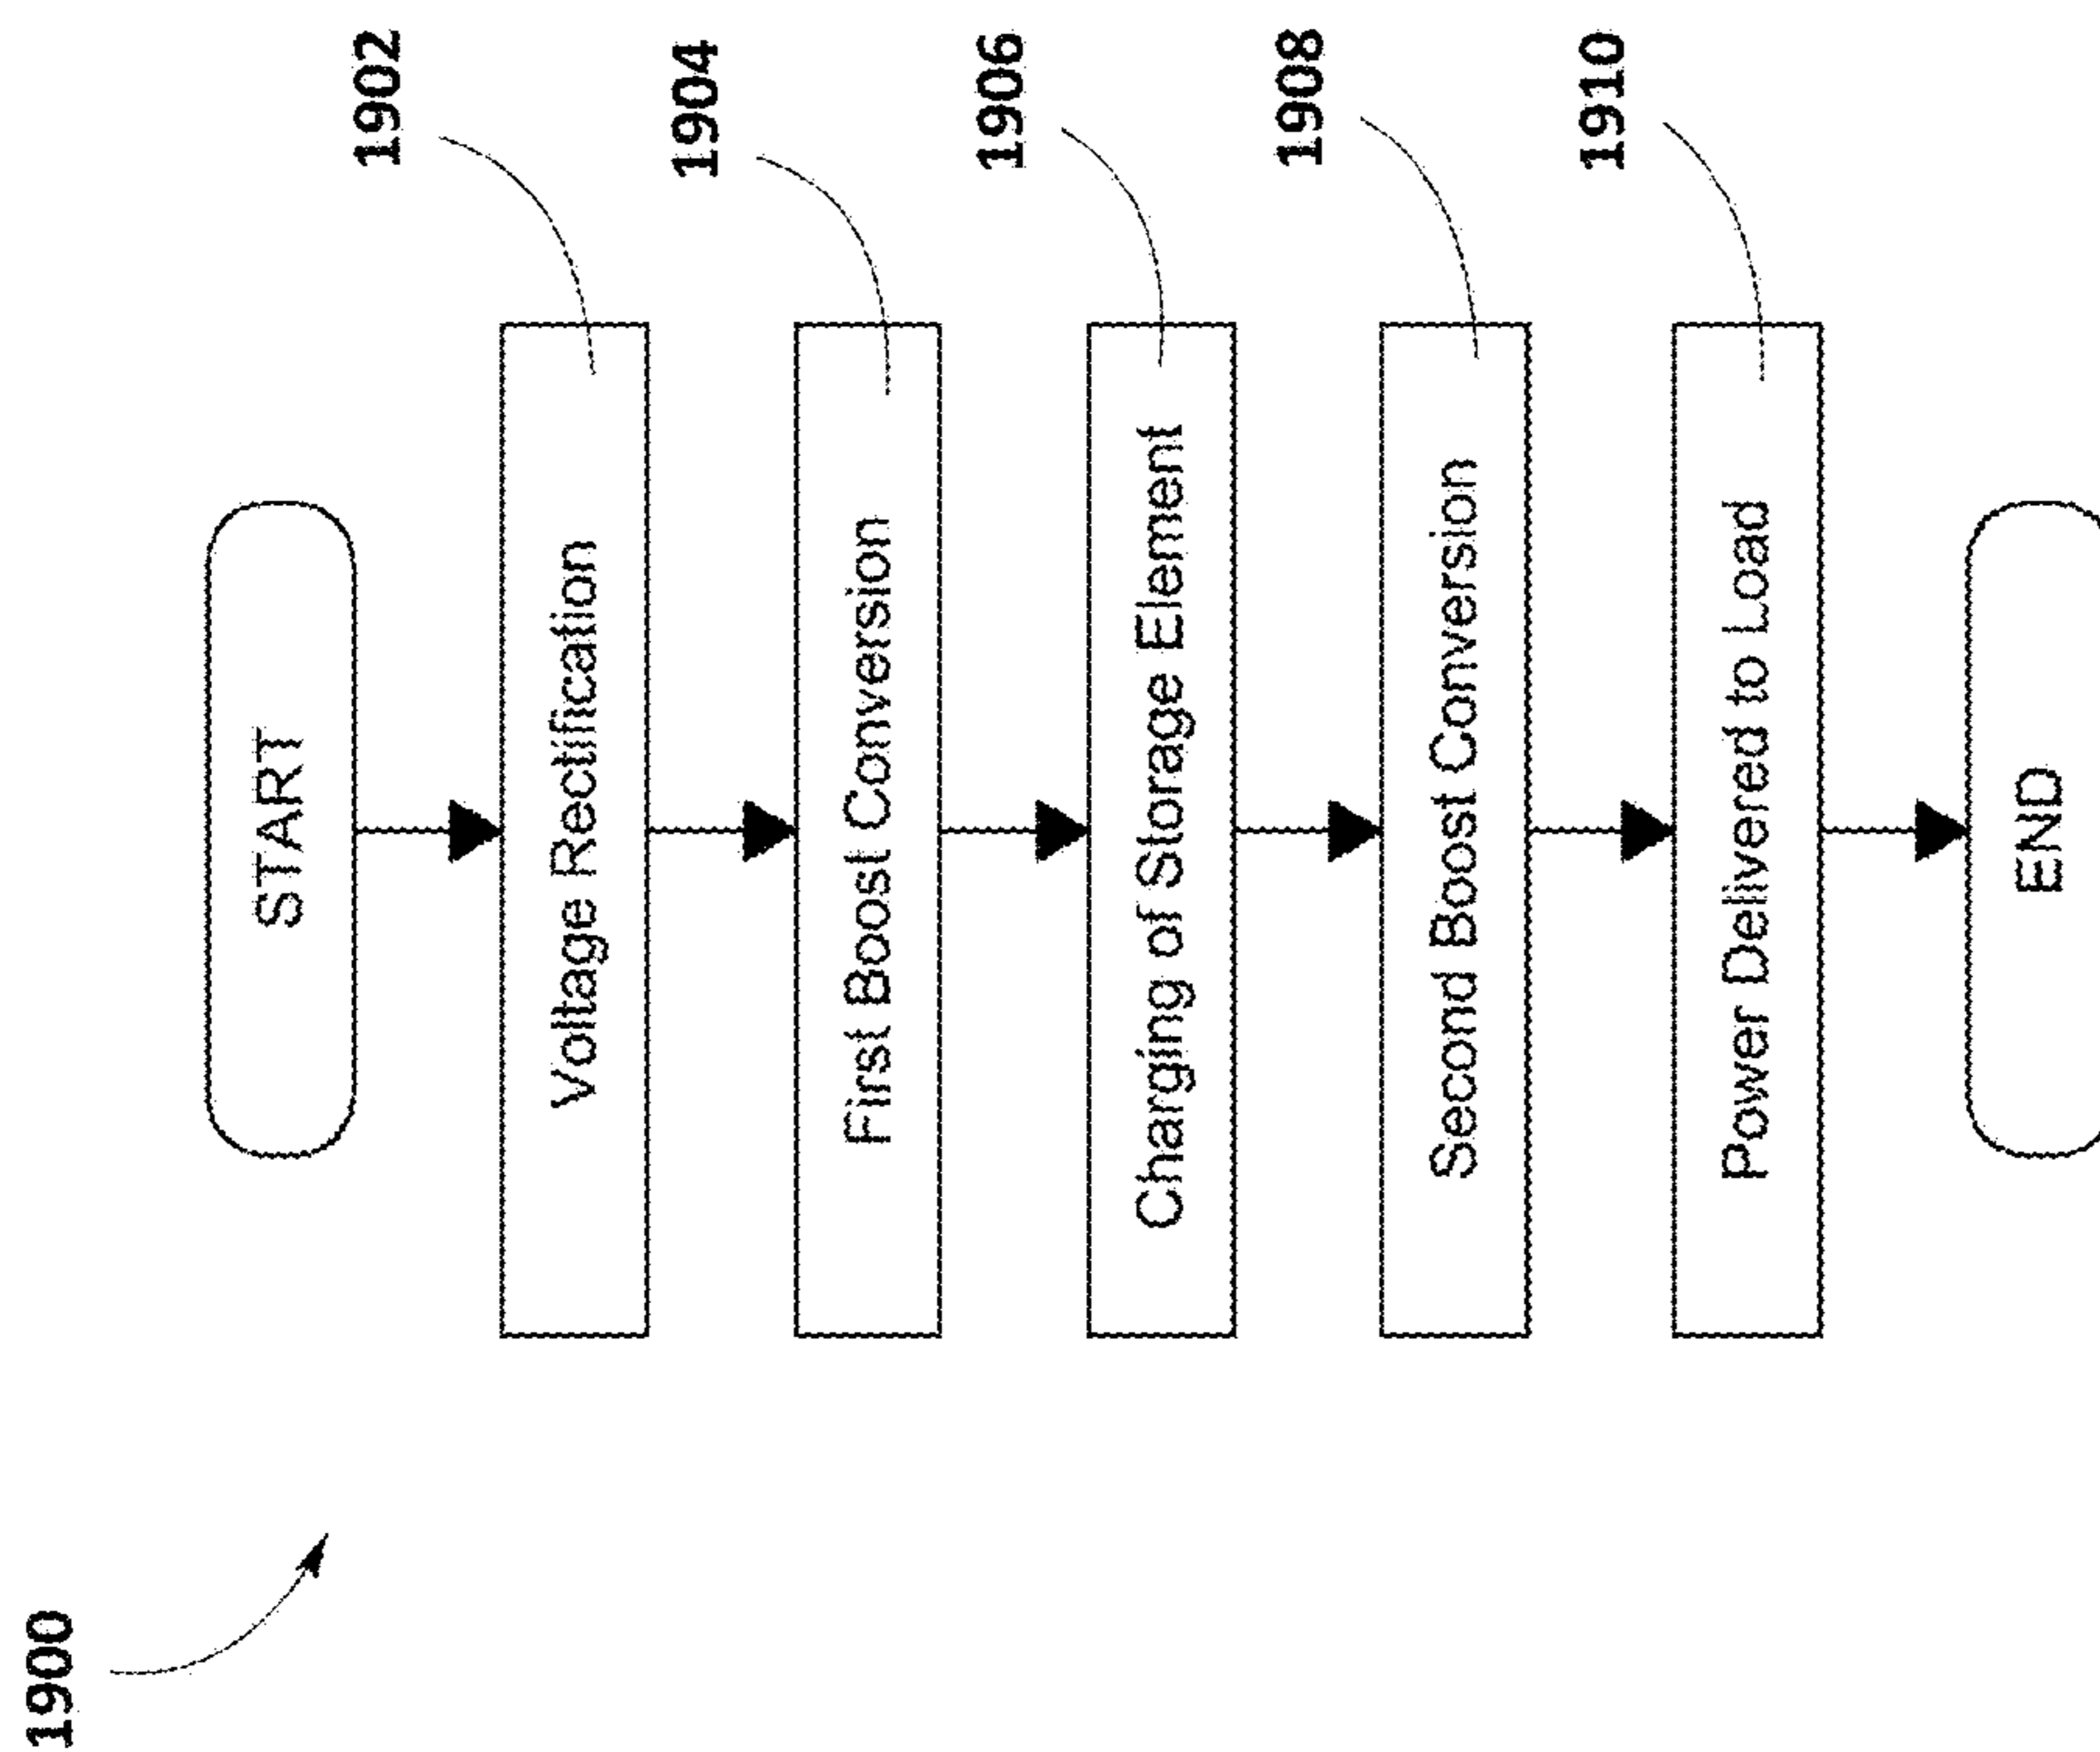 1900
START
Voltage Rectification
1902
First Boost Conversion
1904
Charging of Storage Element
1906
Second Boost Conversion
1908
Power Delivered to Load
1910
END